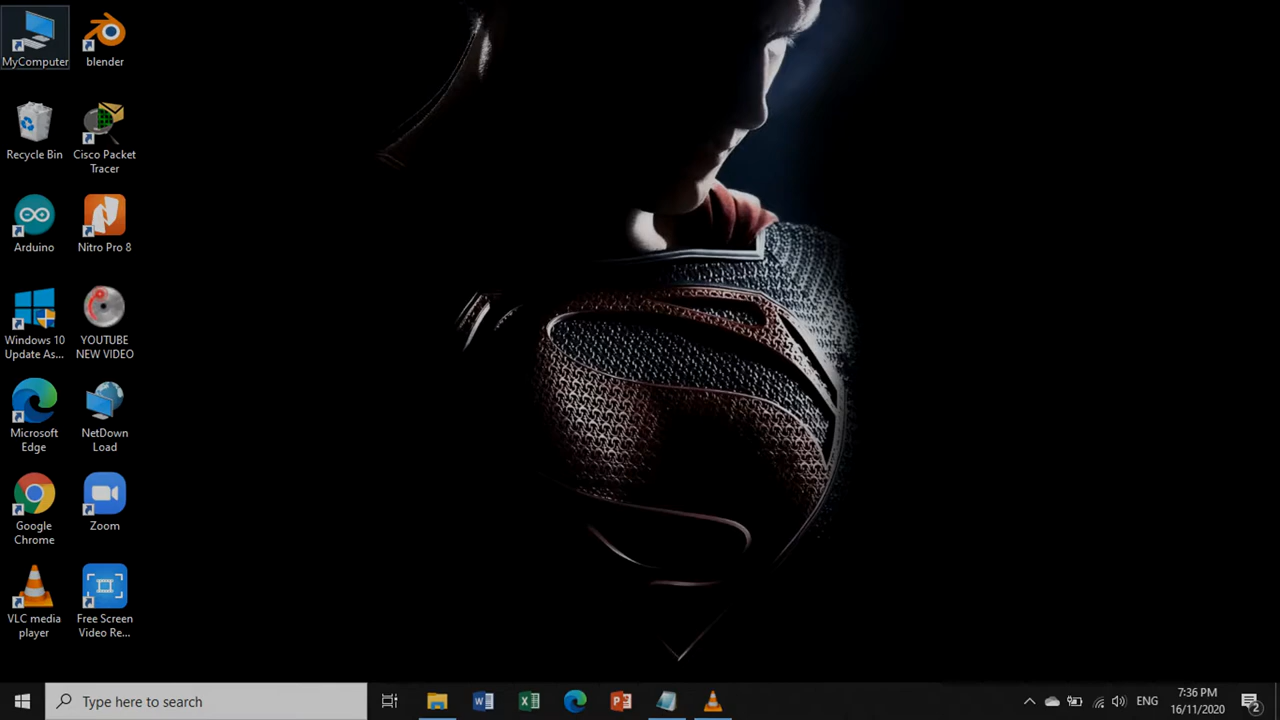 MyComputer
blender
Recycle Bin
Cisco Packet
Tracer
Arduino
Nitro Pro 8
Windows 10
Update As...
YOUTUBE
NEW VIDEO
Microsoft
Edge
NetDown
Load
Google
Chrome
Zoom
VLC media
player
Free Screen
Video Re...
Type here to search
ENG
7:36 PM
16/11/2020
2